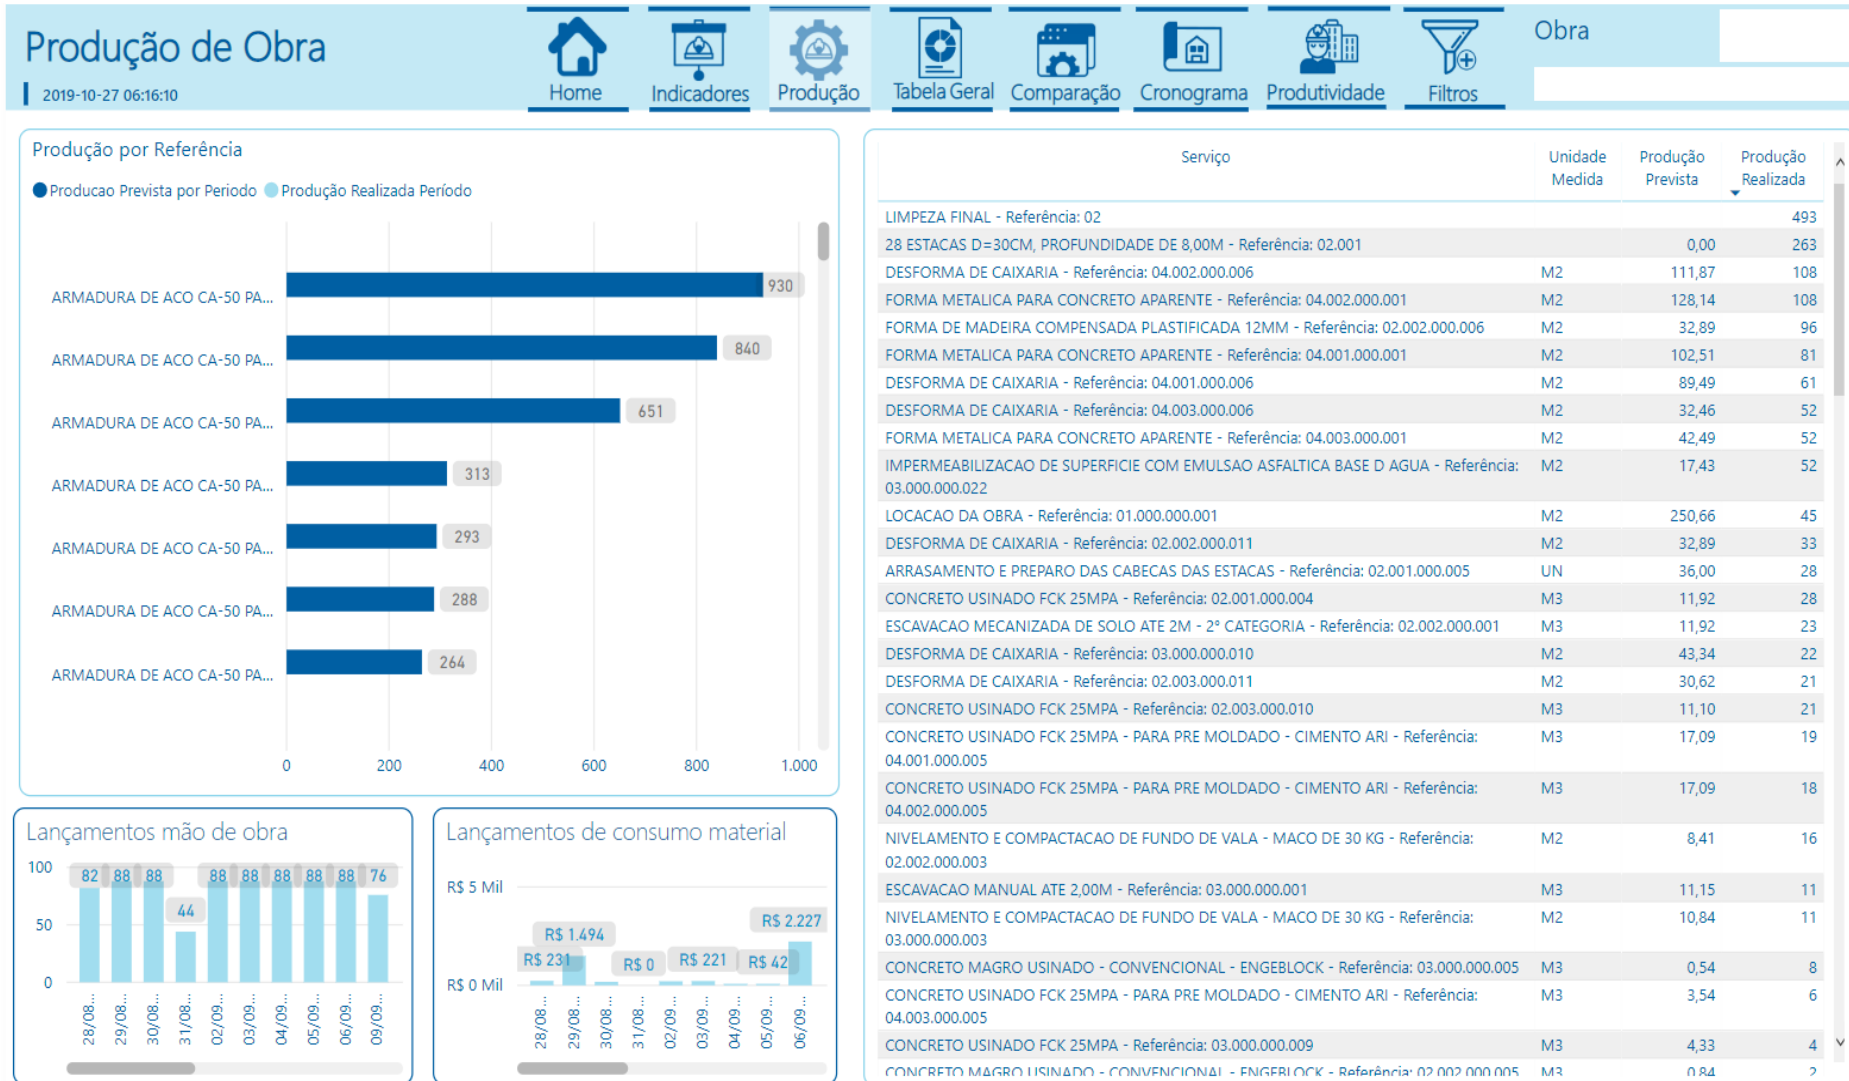 Produção de Obra
2019-10-27 06:16:10
Home
Indicadores
Produção
Tabela Geral
Comparação
Cronograma
Produtividade
Filtros
Obra
Produção por Referência
Producao Prevista por Periodo
Produção Realizada Período
ARMADURA DE ACO CA-50 PA...
930
ARMADURA DE ACO CA-50 PA...
840
ARMADURA DE ACO CA-50 PA...
651
ARMADURA DE ACO CA-50 PA...
313
ARMADURA DE ACO CA-50 PA...
293
ARMADURA DE ACO CA-50 PA...
288
ARMADURA DE ACO CA-50 PA...
264
0 200 400 600 800 1.000
Lançamentos mão de obra
100
50
0
82 88 88 44 88 88 88 88 88 76
28/08... 29/08... 30/08... 31/08... 02/09... 03/09... 04/09... 05/09... 06/09... 09/09...
Lançamentos de consumo material
R$ 5 Mil
R$ 0 Mil
R$ 231 R$ 1.494 R$ 0 R$ 221 R$ 42 R$ 2.227
28/08... 29/08... 30/08... 31/08... 02/09... 03/09... 04/09... 05/09... 06/09...
Serviço Unidade Medida Produção Prevista Produção Realizada
LIMPEZA FINAL - Referência: 02 493
28 ESTACAS D=30CM, PROFUNDIDADE DE 8,00M - Referência: 02.001 0,00 263
DESFORMA DE CAIXARIA - Referência: 04.002.000.006 M2 111,87 108
FORMA METALICA PARA CONCRETO APARENTE - Referência: 04.002.000.001 M2 128,14 108
FORMA DE MADEIRA COMPENSADA PLASTIFICADA 12MM - Referência: 02.002.000.006 M2 32,89 96
FORMA METALICA PARA CONCRETO APARENTE - Referência: 04.001.000.001 M2 102,51 81
DESFORMA DE CAIXARIA - Referência: 04.001.000.006 M2 89,49 61
DESFORMA DE CAIXARIA - Referência: 04.003.000.006 M2 32,46 52
FORMA METALICA PARA CONCRETO APARENTE - Referência: 04.003.000.001 M2 42,49 52
IMPERMEABILIZACAO DE SUPERFICIE COM EMULSAO ASFALTICA BASE D AGUA - Referência: M2 17,43 52
03.000.000.022
LOCACAO DA OBRA - Referência: 01.000.000.001 M2 250,66 45
DESFORMA DE CAIXARIA - Referência: 02.002.000.011 M2 32,89 33
ARRASAMENTO E PREPARO DAS CABECAS DAS ESTACAS - Referência: 02.001.000.005 UN 36,00 28
CONCRETO USINADO FCK 25MPA - Referência: 02.001.000.004 M3 11,92 28
ESCAVACAO MECANIZADA DE SOLO ATE 2M - 2º CATEGORIA - Referência: 02.002.000.001 M3 11,92 23
DESFORMA DE CAIXARIA - Referência: 03.000.000.010 M2 43,34 22
DESFORMA DE CAIXARIA - Referência: 02.003.000.011 M2 30,62 21
CONCRETO USINADO FCK 25MPA - Referência: 02.003.000.010 M3 11,10 21
CONCRETO USINADO FCK 25MPA - PARA PRE MOLDADO - CIMENTO ARI - Referência: M3 17,09 19
04.001.000.005
CONCRETO USINADO FCK 25MPA - PARA PRE MOLDADO - CIMENTO ARI - Referência: M3 17,09 18
04.002.000.005
NIVELAMENTO E COMPACTACAO DE FUNDO DE VALA - MACO DE 30 KG - Referência: M2 8,41 16
02.002.000.003
ESCAVACAO MANUAL ATE 2,00M - Referência: 03.000.000.001 M3 11,15 11
NIVELAMENTO E COMPACTACAO DE FUNDO DE VALA - MACO DE 30 KG - Referência: M2 10,84 11
03.000.000.003
CONCRETO MAGRO USINADO - CONVENCIONAL - ENGEBLOCK - Referência: 03.000.000.005 M3 0,54 8
CONCRETO USINADO FCK 25MPA - PARA PRE MOLDADO - CIMENTO ARI - Referência: M3 3,54 6
04.003.000.005
CONCRETO USINADO FCK 25MPA - Referência: 03.000.000.009 M3 4,33 4
CONCRETO MAGRO USINADO - CONVENCIONAL - ENGEBLOCK - Referência: 02.002.000.005 M3 0,84 2